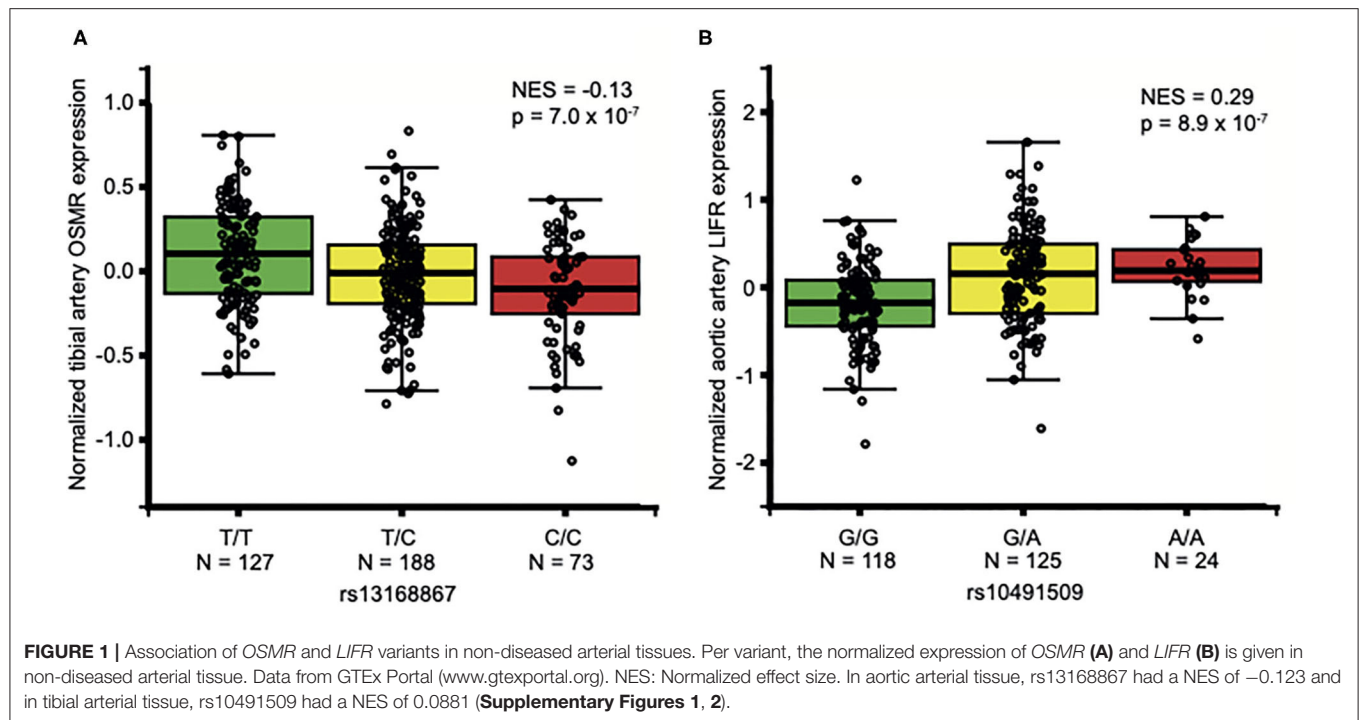 A
Normalized tibial artery OSMR expression
1.0
0.5
0.0
-0.5
-1.0
NES = -0.13
p = 7.0 x 10-7
T/T
N = 127
T/C
N = 188
C/C
N = 73
rs13168867
B
Normalized aortic artery LIFR expression
2
1
0
-1
-2
NES = 0.29
p = 8.9 x 10-7
G/G
N = 118
G/A
N = 125
A/A
N = 24
rs10491509
FIGURE 1 | Association of OSMR and LIFR variants in non-diseased arterial tissues. Per variant, the normalized expression of OSMR (A) and LIFR (B) is given in
non-diseased arterial tissue. Data from GTEx Portal (www.gtexportal.org). NES: Normalized effect size. In aortic arterial tissue, rs13168867 had a NES of −0.123 and
in tibial arterial tissue, rs10491509 had a NES of 0.0881 (Supplementary Figures 1, 2).